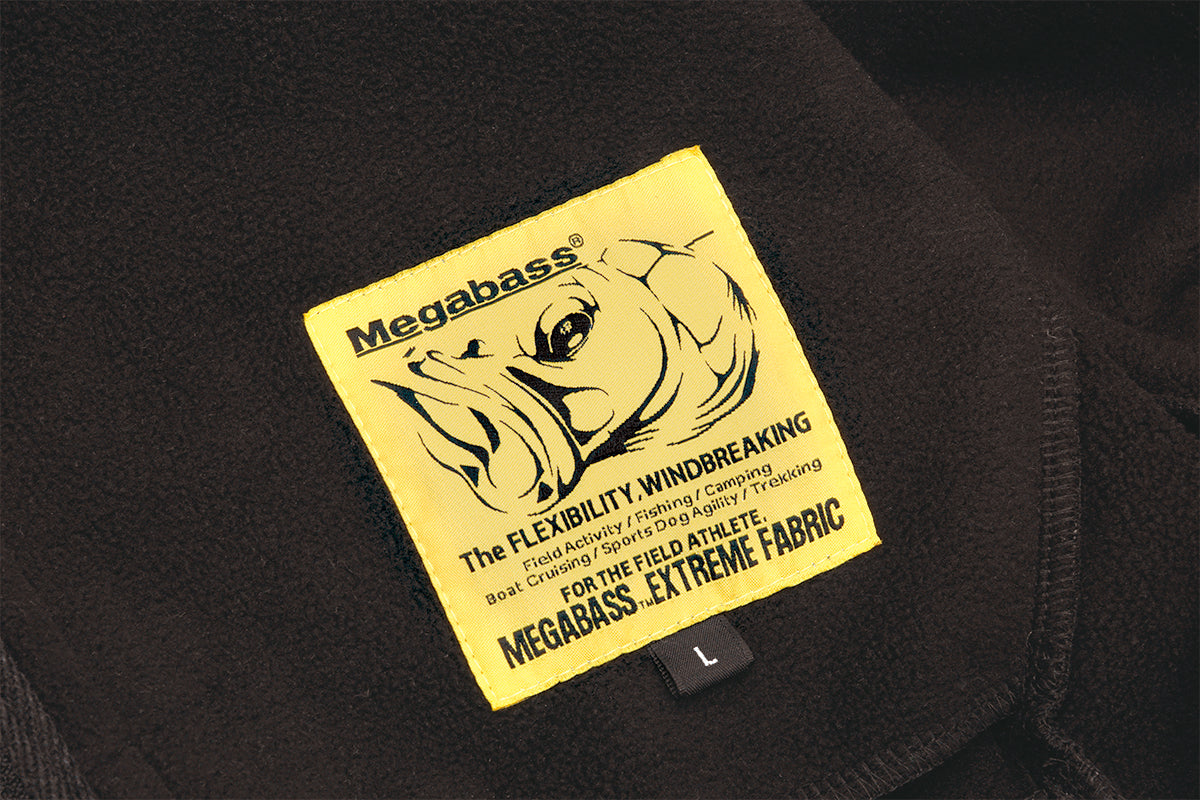 Megabass®
The FLEXIBILITY, WINDBREAKING
Field Activity / Fishing / Camping
Boat Cruising / Sports Dog Agility / Trekking
FOR THE FIELD ATHLETE,
MEGABASS™ EXTREME FABRIC
L